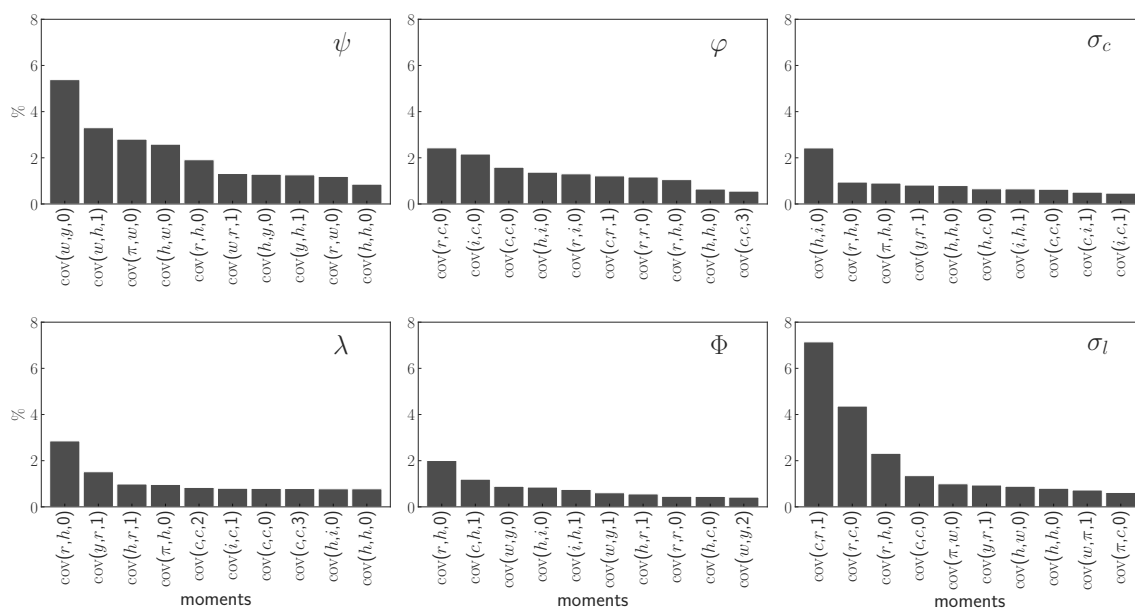 8
6
4
2
0
%
ψ
cov(w,y,0)
cov(w,h,1)
cov(π,w,0)
cov(h,w,0)
cov(r,h,0)
cov(w,r,1)
cov(h,y,0)
cov(y,h,1)
cov(r,w,0)
cov(h,h,0)
8
6
4
2
0
φ
cov(r,c,0)
cov(i,c,0)
cov(c,c,0)
cov(h,i,0)
cov(r,i,0)
cov(c,r,1)
cov(r,r,0)
cov(r,h,0)
cov(h,h,0)
cov(c,c,3)
8
6
4
2
0
σc
cov(h,i,0)
cov(r,h,0)
cov(π,h,0)
cov(y,r,1)
cov(h,h,0)
cov(h,c,0)
cov(i,h,1)
cov(c,c,0)
cov(c,i,1)
cov(i,c,1)
8
6
4
2
0
%
λ
cov(r,h,0)
cov(y,r,1)
cov(h,r,1)
cov(π,h,0)
cov(c,c,2)
cov(i,c,1)
cov(c,c,0)
cov(c,c,3)
cov(h,i,0)
cov(h,h,0)
moments
8
6
4
2
0
Φ
cov(r,h,0)
cov(c,h,1)
cov(w,y,0)
cov(h,i,0)
cov(i,h,1)
cov(w,y,1)
cov(h,r,1)
cov(r,r,0)
cov(h,c,0)
cov(w,y,2)
moments
8
6
4
2
0
σl
cov(c,r,1)
cov(r,c,0)
cov(r,h,0)
cov(c,c,0)
cov(π,w,0)
cov(y,r,1)
cov(h,w,0)
cov(h,h,0)
cov(w,π,1)
cov(π,c,0)
moments